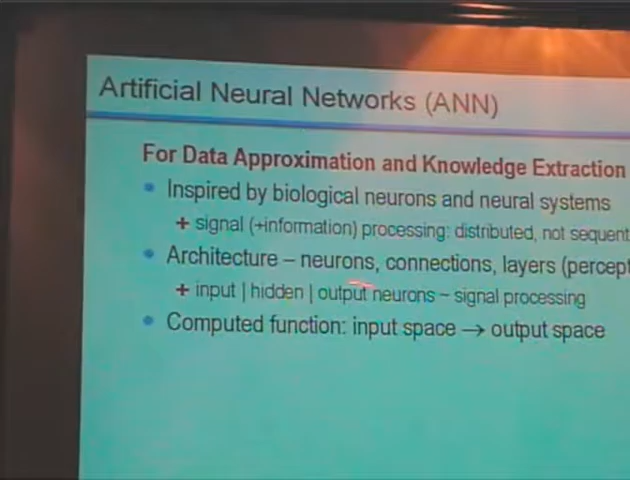 Artificial Neural Networks (ANN)
For Data Approximation and Knowledge Extraction
• Inspired by biological neurons and neural systems
+ signal (+information) processing: distributed, not sequent
• Architecture – neurons, connections, layers (percept
+ input | hidden | output neurons – signal processing
• Computed function: input space → output space